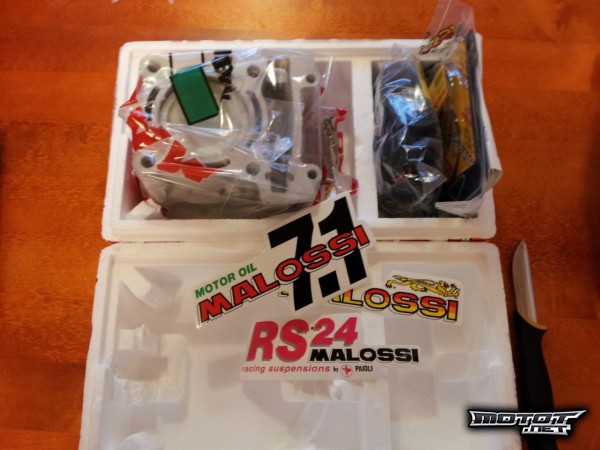 7.1
MOTOR OIL
MALOSSI
MALOSSI
RS·24
MALOSSI
racing suspensions by PAIOLI
MOTOT
.NET